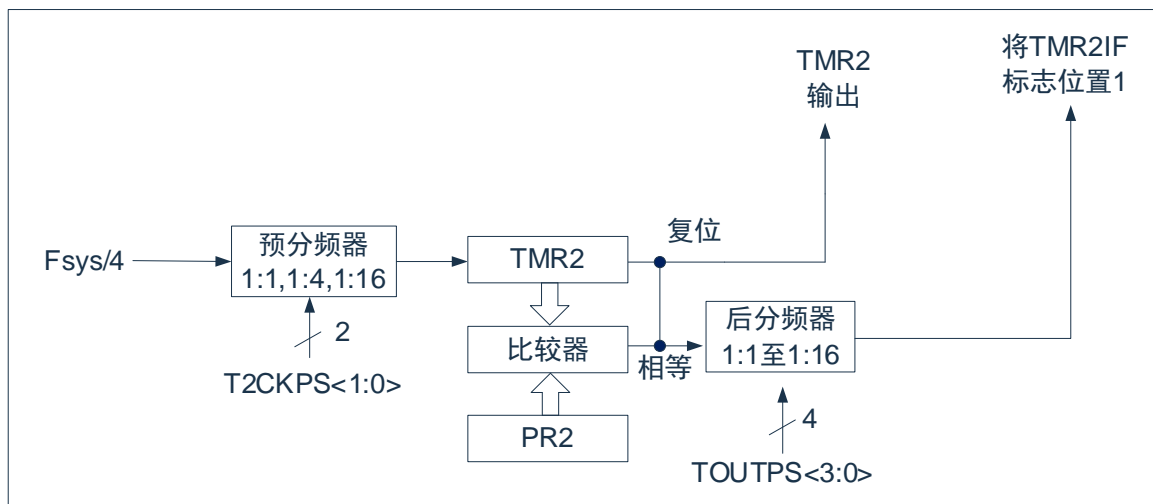 TMR2
输出
将TMR2IF
标志位置1
Fsys/4
预分频器
1:1,1:4,1:16
TMR2
复位
2
T2CKPS<1:0>
比较器
相等
后分频器
1:1至1:16
PR2
4
TOUTPS<3:0>